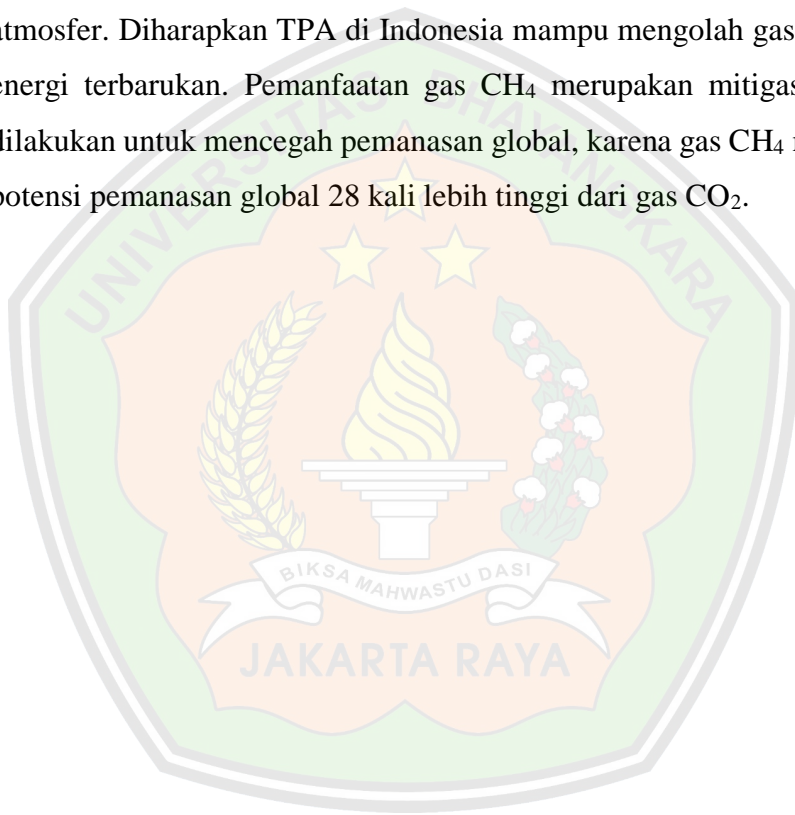 atmosfer. Diharapkan TPA di Indonesia mampu mengolah gas
energi terbarukan. Pemanfaatan gas CH₄ merupakan mitigas
dilakukan untuk mencegah pemanasan global, karena gas CH₄
potensi pemanasan global 28 kali lebih tinggi dari gas CO₂.
UNIVERSITAS BHAYANGKARA
BIKSA MAHWASTU DASI
JAKARTA RAYA